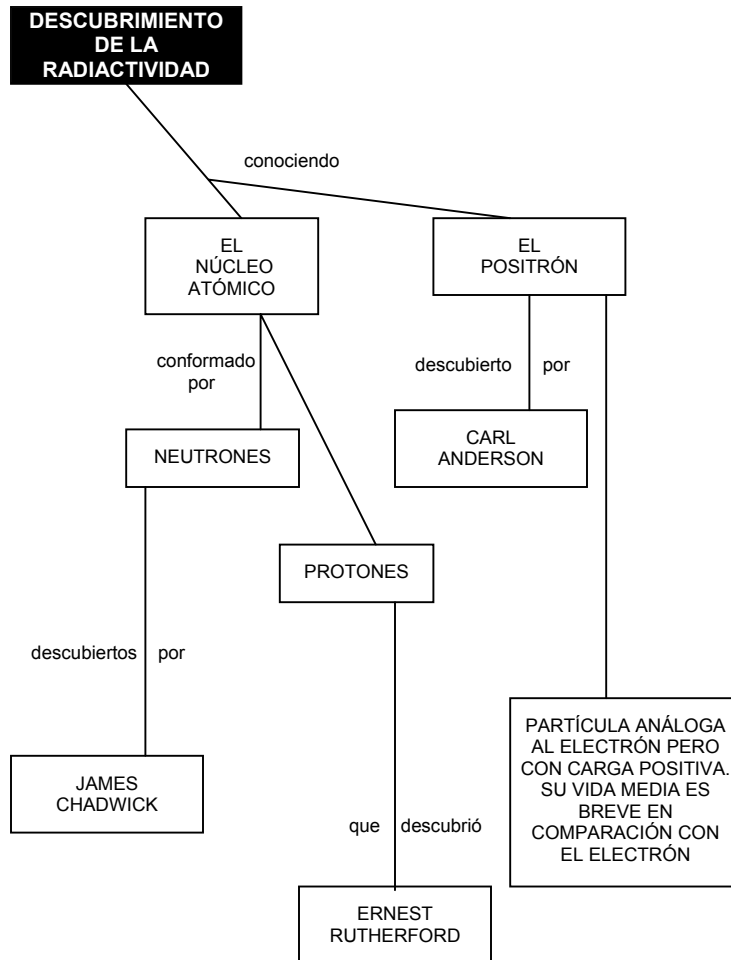 DESCUBRIMIENTO
DE LA
RADIACTIVIDAD
conociendo
EL
NÚCLEO
ATÓMICO
EL
POSITRÓN
conformado
por
descubierto por
NEUTRONES
CARL
ANDERSON
PROTONES
descubiertos por
JAMES
CHADWICK
PARTÍCULA ANÁLOGA
AL ELECTRÓN PERO
CON CARGA POSITIVA.
SU VIDA MEDIA ES
BREVE EN
COMPARACIÓN CON
EL ELECTRÓN
que descubrió
ERNEST
RUTHERFORD